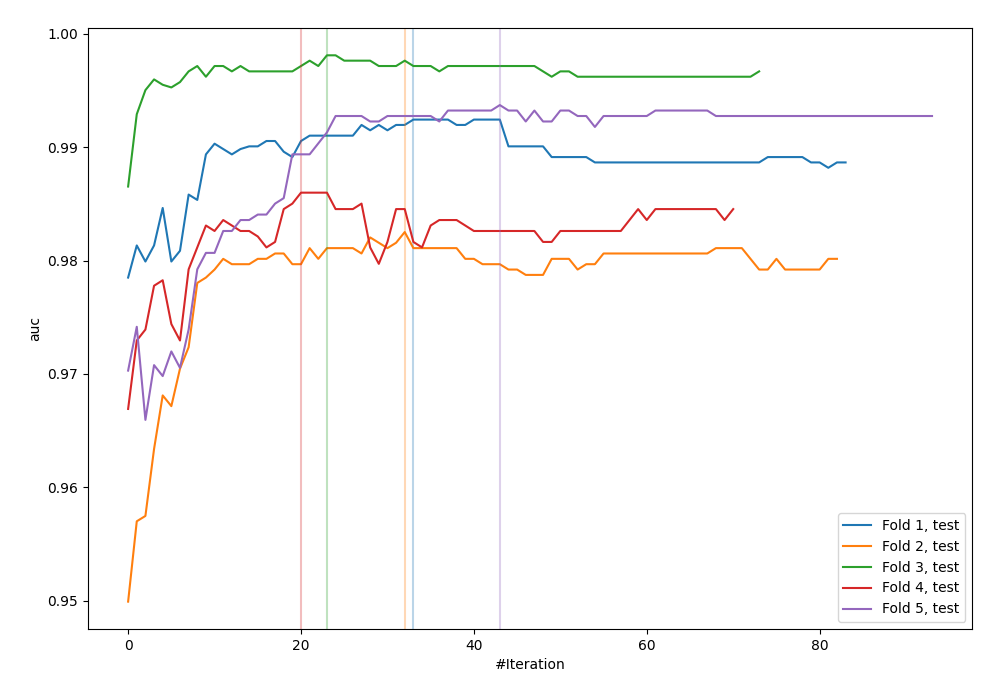 1.00
0.99
0.98
0.97
0.96
0.95
auc
0 20 40 60 80
#Iteration
Fold 1, test
Fold 2, test
Fold 3, test
Fold 4, test
Fold 5, test